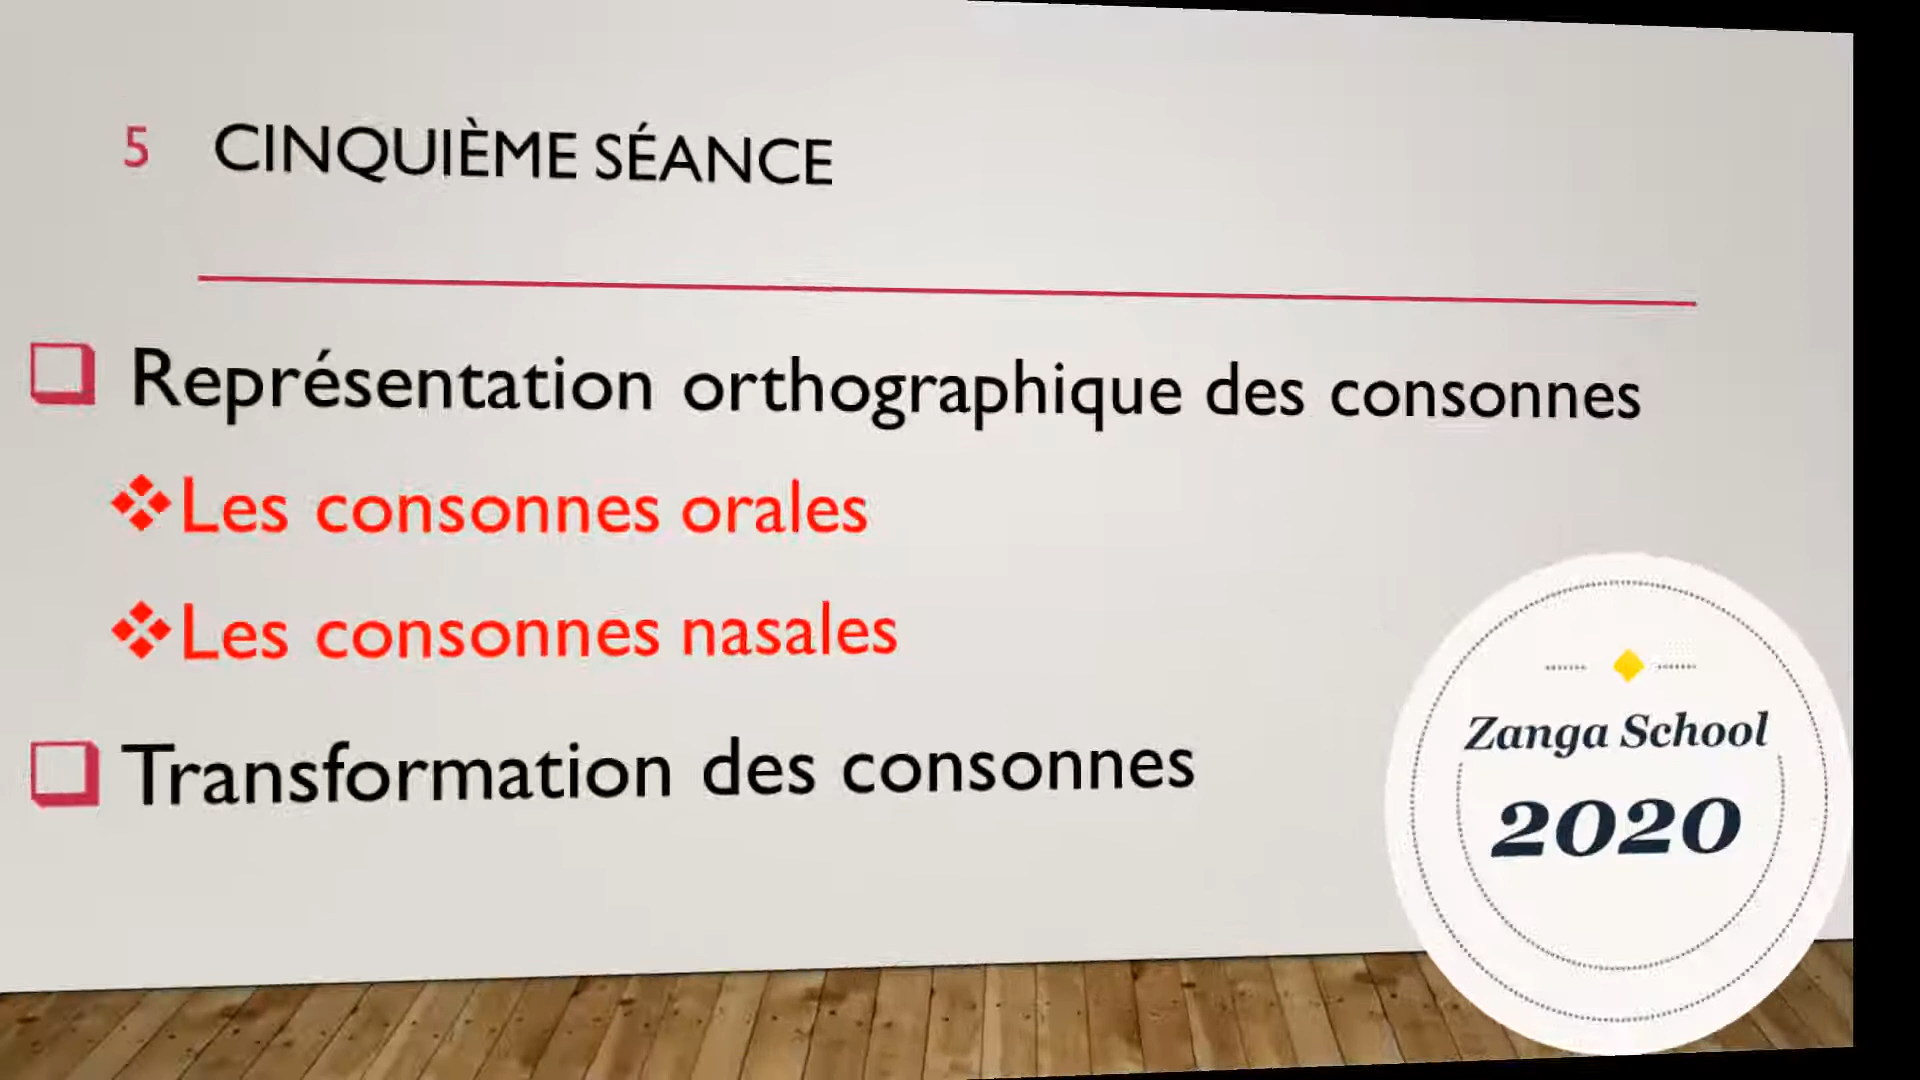 5 CINQUIÈME SÉANCE
Représentation orthographique des consonnes
Les consonnes orales
Les consonnes nasales
Transformation des consonnes
Zanga School
2020